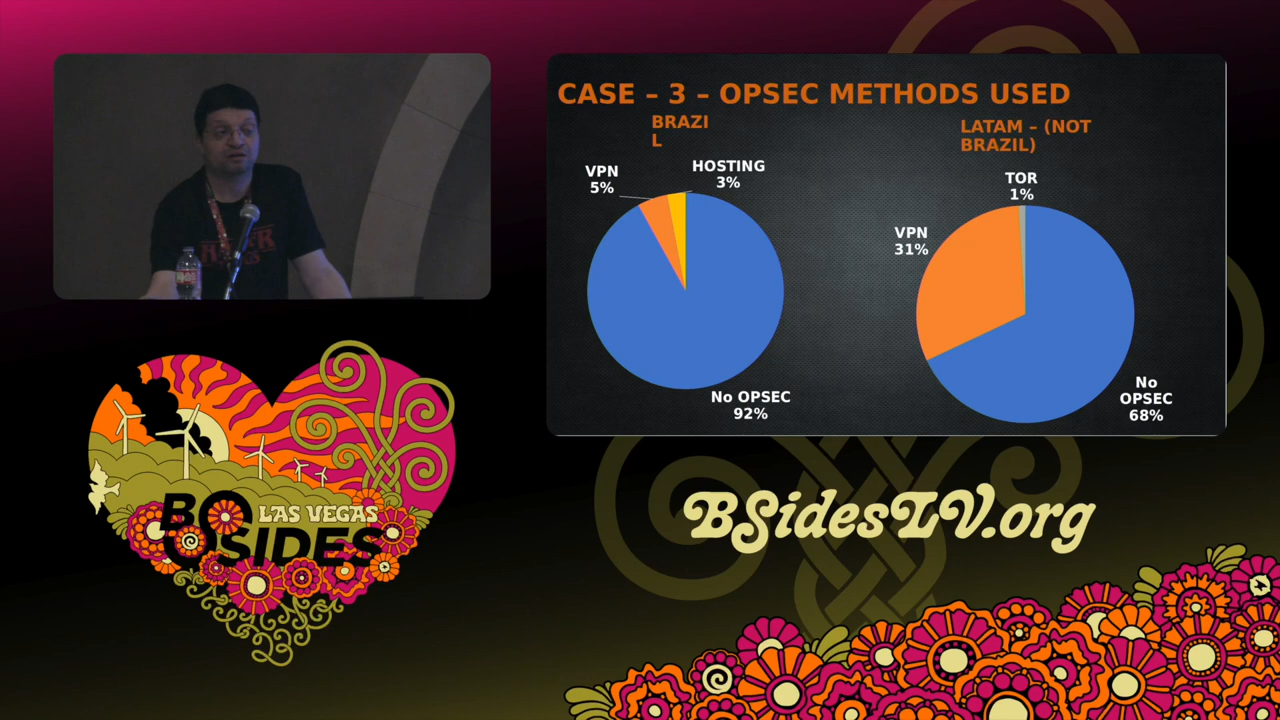 CASE – 3 – OPSEC METHODS USED
BRAZI
L
LATAM – (NOT
BRAZIL)
VPN
5%
HOSTING
3%
No OPSEC
92%
TOR
1%
VPN
31%
No
OPSEC
68%
BSIDES
LAS VEGAS
BSidesLV.org